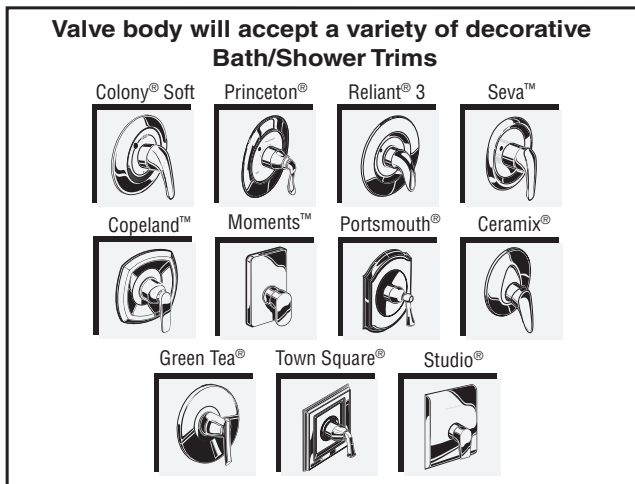 Valve body will accept a variety of decorative
Bath/Shower Trims
Colony® Soft Princeton® Reliant® 3 Seva™
Copeland™ Moments™ Portsmouth® Ceramix®
Green Tea® Town Square® Studio®